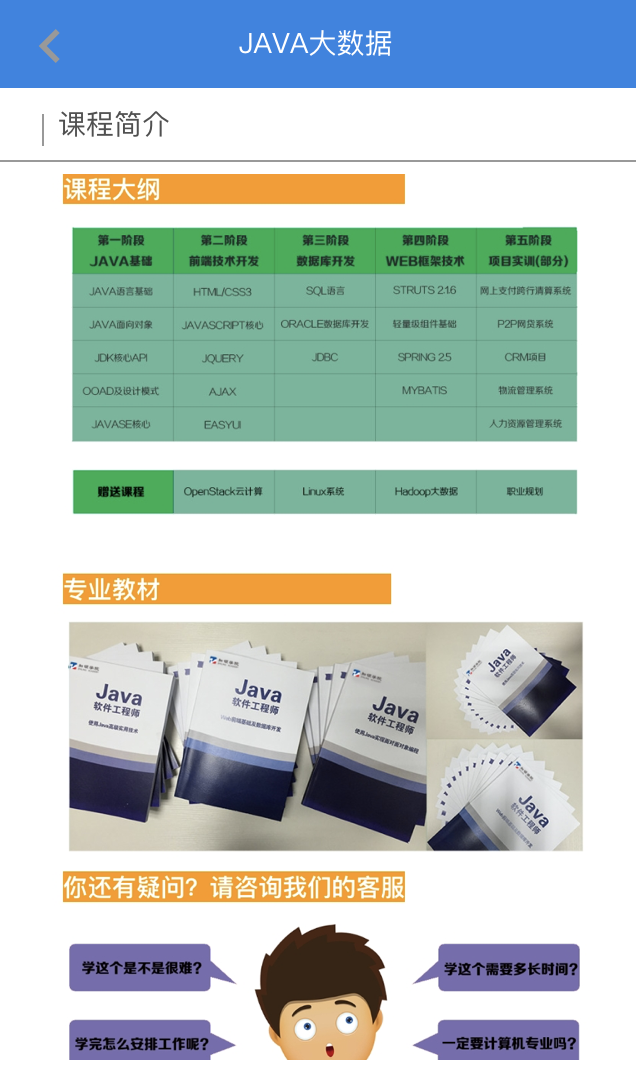 JAVA大数据
课程简介
课程大纲
第一阶段 第二阶段 第三阶段 第四阶段 第五阶段
JAVA基础 前端技术开发 数据库开发 WEB框架技术 项目实训(部分)
JAVA语言基础 HTML/CSS3 SQL语言 STRUTS 2.1.6 网上支付跨行清算系统
JAVA面向对象 JAVASCRIPT核心 ORACLE数据库开发 轻量级组件基础 P2P网贷系统
JDK核心API JQUERY JDBC SPRING 2.5 CRM项目
OOAD及设计模式 AJAX MYBATIS 物流管理系统
JAVASE核心 EASYUI 人力资源管理系统
赠送课程 OpenStack云计算 Linux系统 Hadoop大数据 职业规划
专业教材
Java
软件工程师
使用Java基础实用技术
Java
软件工程师
Web前端基础及数据库开发
Java
软件工程师
使用Java实现面对面对象编程
Java
软件工程师
Java
软件工程师
你还有疑问？请咨询我们的客服
学这个是不是很难？ 学这个需要多长时间？
学完怎么安排工作呢？ 一定要计算机专业吗？